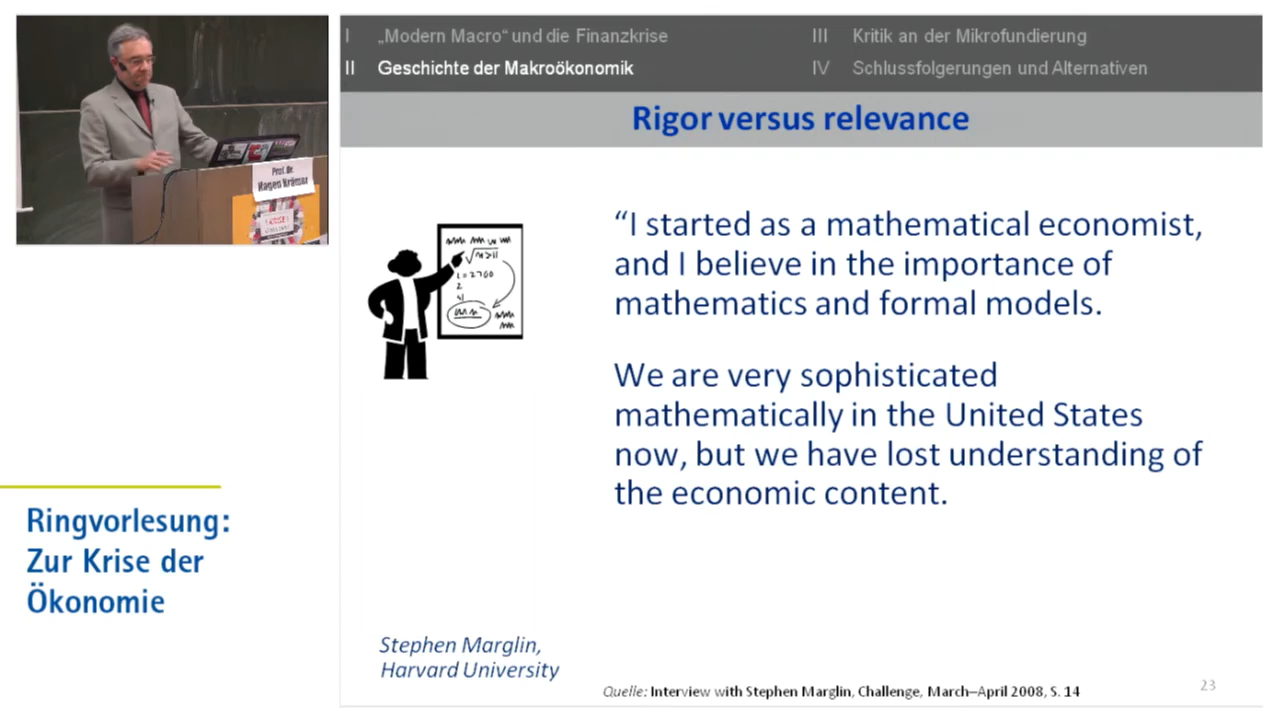 I „Modern Macro“ und die Finanzkrise
III Kritik an der Mikrofundierung
II Geschichte der Makroökonomik
IV Schlussfolgerungen und Alternativen
Rigor versus relevance
Prof. Dr.
Hagen Krämer
“I started as a mathematical economist,
and I believe in the importance of
mathematics and formal models.
We are very sophisticated
mathematically in the United States
now, but we have lost understanding of
the economic content.
Ringvorlesung:
Zur Krise der
Ökonomie
Stephen Marglin,
Harvard University
Quelle: Interview with Stephen Marglin, Challenge, March–April 2008, S. 14
23